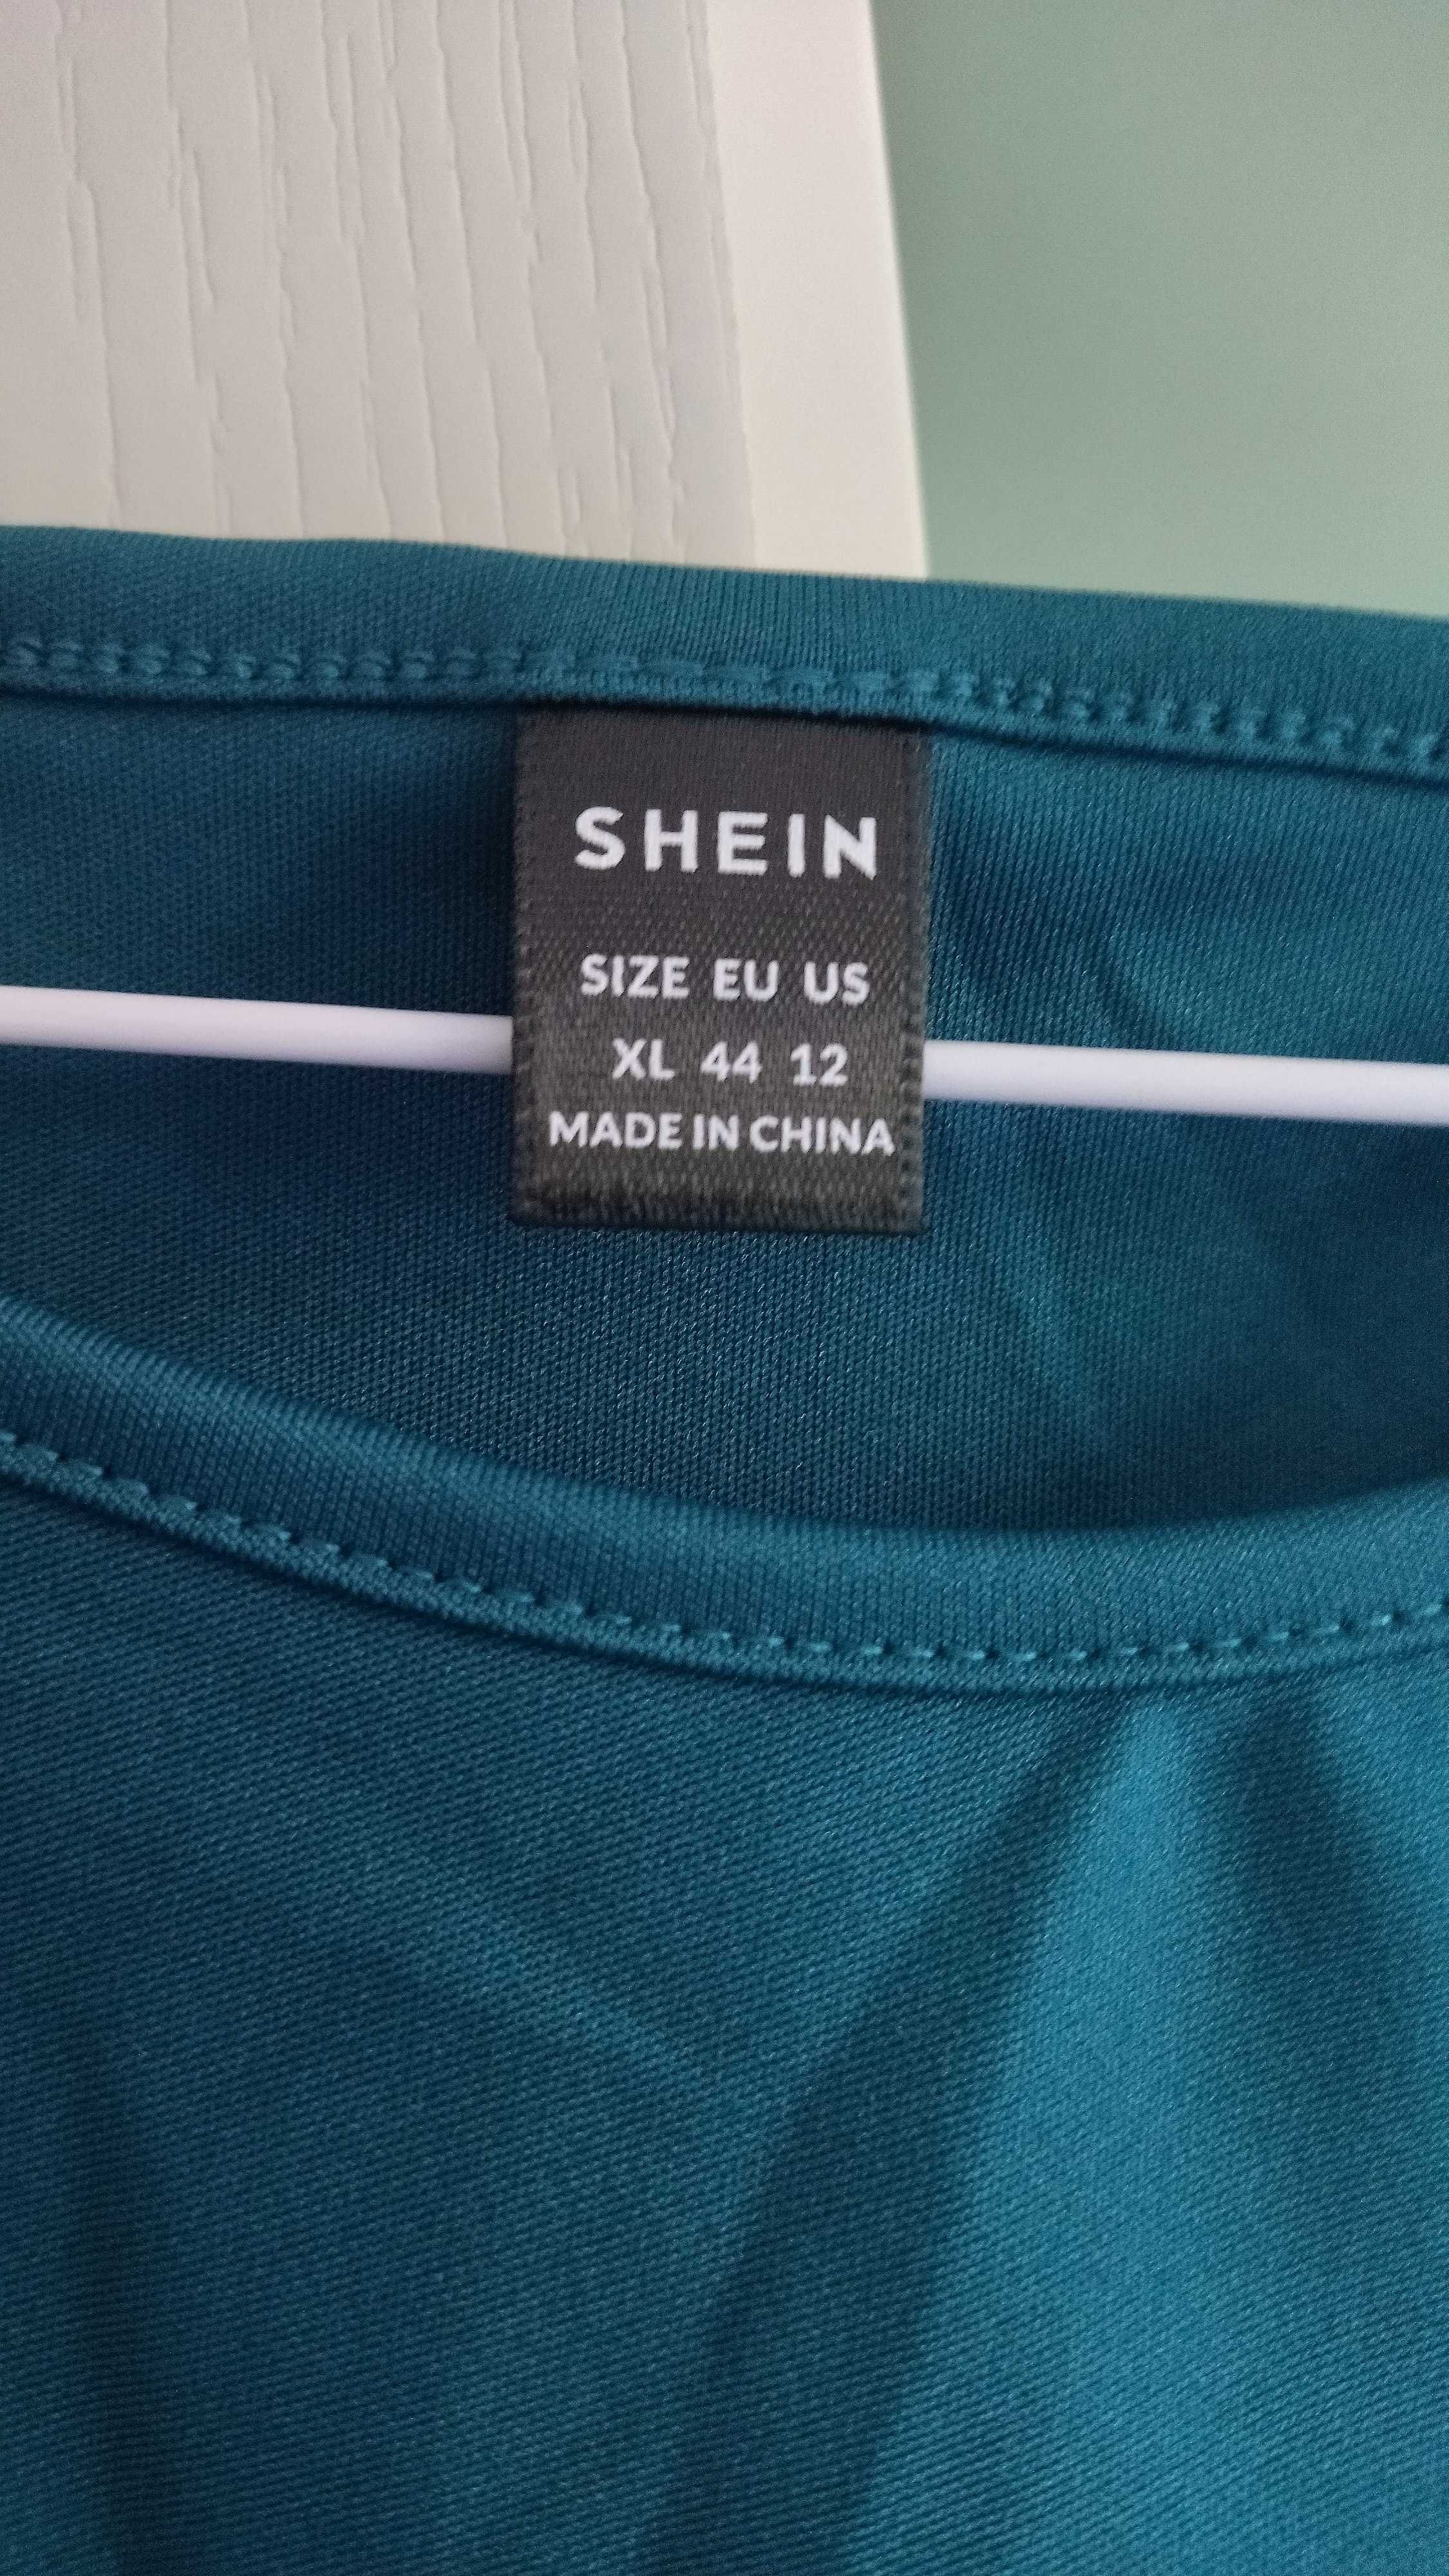 SHEIN
SIZE EU US
XL 44 12
MADE IN CHINA